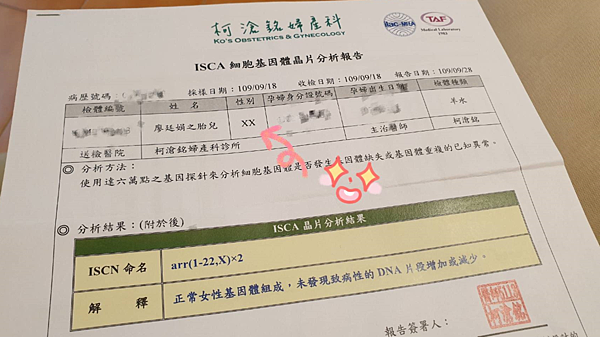 柯滄銘婦產科
KO'S OBSTETRICS & GYNECOLOGY
ilac-MRA
TAF
Medical Laboratory
ISCA 細胞基因體晶片分析報告
病歷號碼: 採樣日期:109/09/18 收檢日期:109/09/18 報告日期:109/09/28
檢體編號 姓 名 性別 孕婦身分證號碼 孕婦出生日期 檢體種類
廖廷娟之胎兒 XX 羊水
送檢醫院 柯滄銘婦產科診所 主治醫師 柯滄銘
◎ 分析方法:
使用達六萬點之基因探針來分析細胞基因體是否發生基因體缺失或基因體重複的已知異常。
◎ 分析結果:(附於後)
ISCA 晶片分析結果
ISCN 命名 arr(1-22,X)×2
解 釋 正常女性基因體組成,未發現致病性的 DNA 片段增加或減少。
報告簽署人: